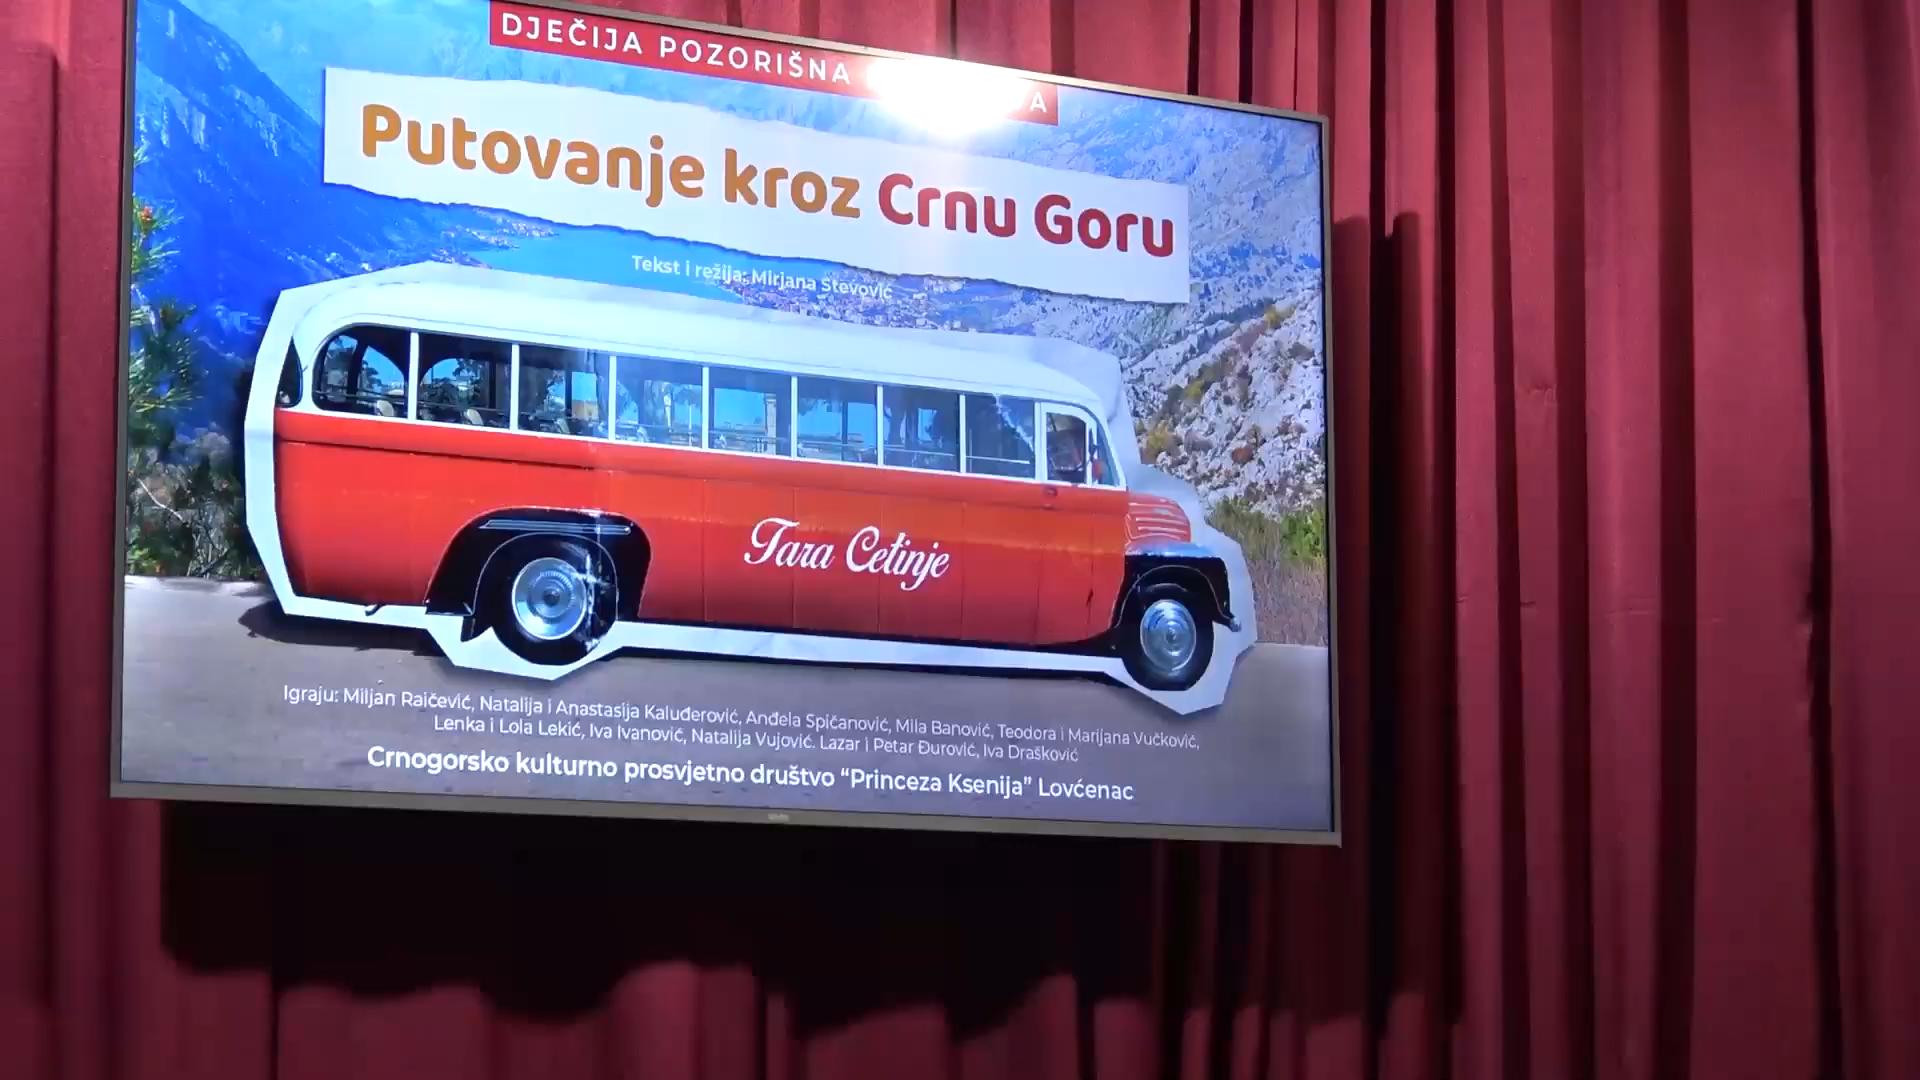 DJEČIJA POZORIŠNA
Putovanje kroz Crnu Goru
Tekst i režija: Mirjana Stevović
Tara Cetinje
Igraju: Miljan Raičević, Natalija i Anastasija Kaluđerović, Anđela Spičanović, Mila Banović, Teodora i Marijana Vučković,
Lenka i Lola Lekić, Iva Ivanović, Natalija Vujović. Lazar i Petar Đurović, Iva Drašković
Crnogorsko kulturno prosvjetno društvo “Princeza Ksenija” Lovćenac